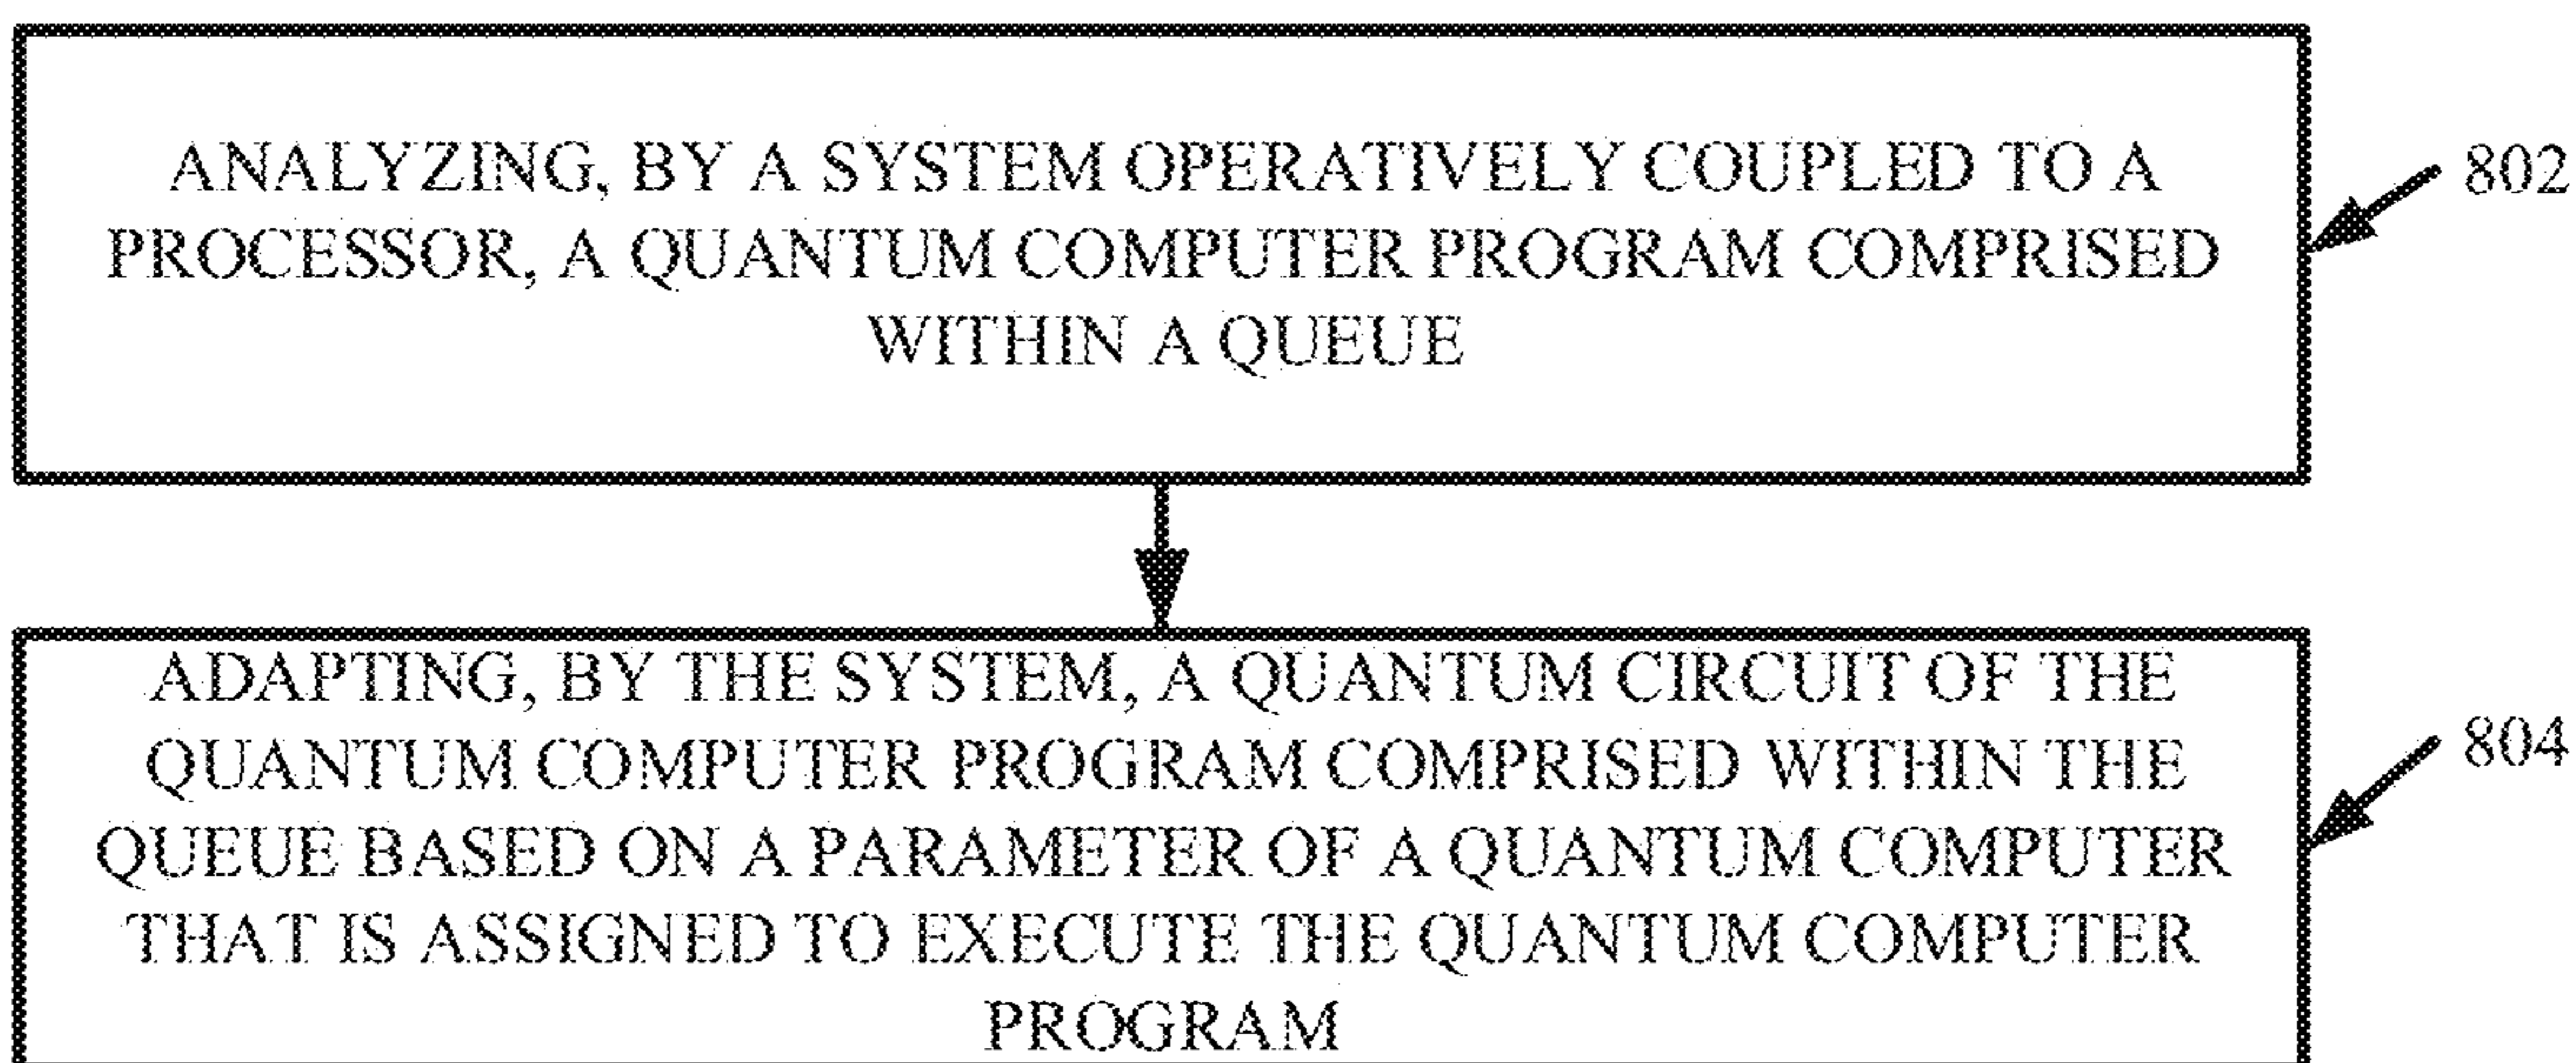 ANALYZING, BY A SYSTEM OPERATIVELY COUPLED TO A
PROCESSOR, A QUANTUM COMPUTER PROGRAM COMPRISED
WITHIN A QUEUE
802
ADAPTING, BY THE SYSTEM, A QUANTUM CIRCUIT OF THE
QUANTUM COMPUTER PROGRAM COMPRISED WITHIN THE
QUEUE BASED ON A PARAMETER OF A QUANTUM COMPUTER
THAT IS ASSIGNED TO EXECUTE THE QUANTUM COMPUTER
PROGRAM
804